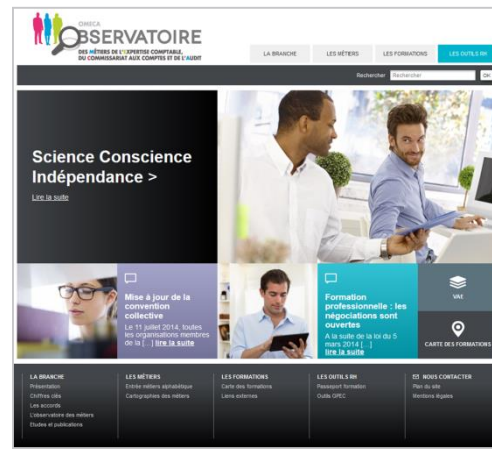 OMECA
OBSERVATOIRE
DES MÉTIERS DE L'EXPERTISE COMPTABLE,
DU COMMISSARIAT AUX COMPTES ET DE L'AUDIT
LA BRANCHE
LES MÉTIERS
LES FORMATIONS
LES OUTILS RH
Rechercher
Rechercher
OK
Science Conscience
Indépendance >
Lire la suite
Mise à jour de la
convention
collective
Le 11 juillet 2014, toutes
les organisations membres
de la [...] lire la suite
Formation
professionnelle : les
négociations sont
ouvertes
A la suite de la loi du 5
mars 2014 [...]
lire la suite
VAE
CARTE DES FORMATIONS
LA BRANCHE
Présentation
Chiffres clés
Les accords
L'observatoire des métiers
Etudes et publications
LES MÉTIERS
Entrée métiers alphabétique
Cartographies des métiers
LES FORMATIONS
Carte des formations
Liens externes
LES OUTILS RH
Passeport formation
Outils GPEC
NOUS CONTACTER
Plan du site
Mentions légales